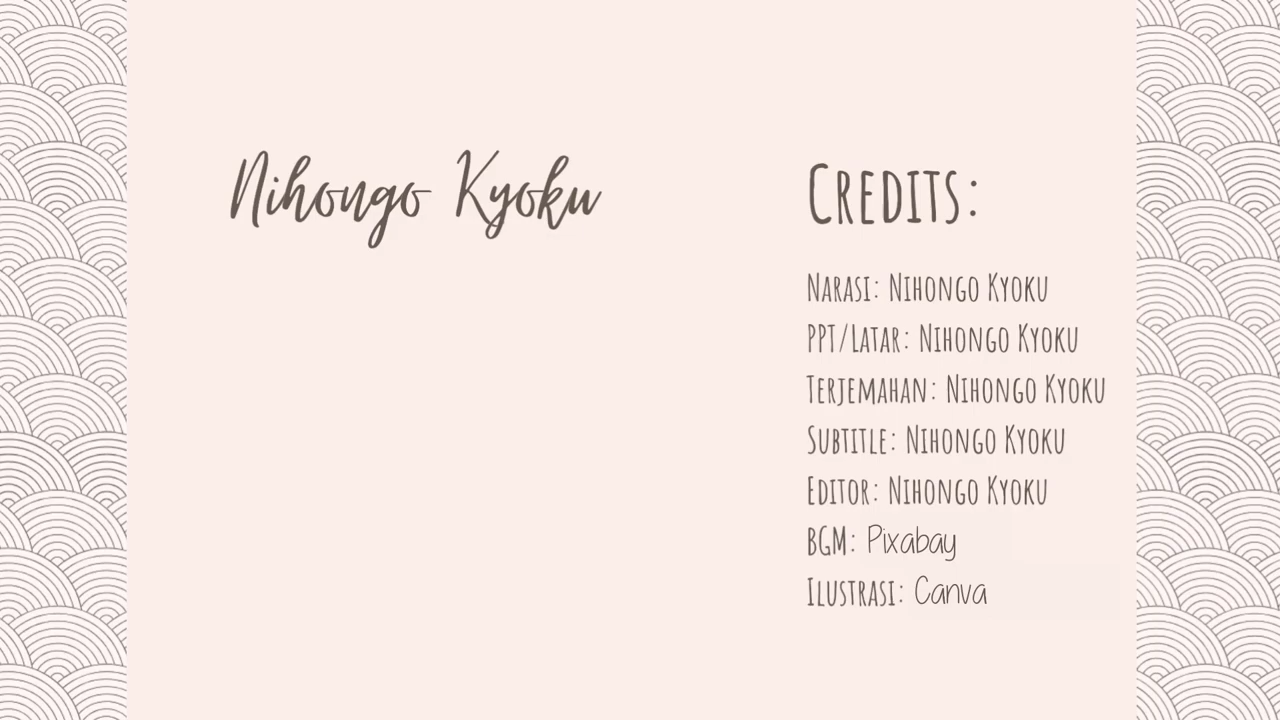 Nihongo Kyoku
Credits:
Narasi: Nihongo Kyoku
PPT/Latar: Nihongo Kyoku
Terjemahan: Nihongo Kyoku
Subtitle: Nihongo Kyoku
Editor: Nihongo Kyoku
BGM: Pixabay
Ilustrasi: Canva